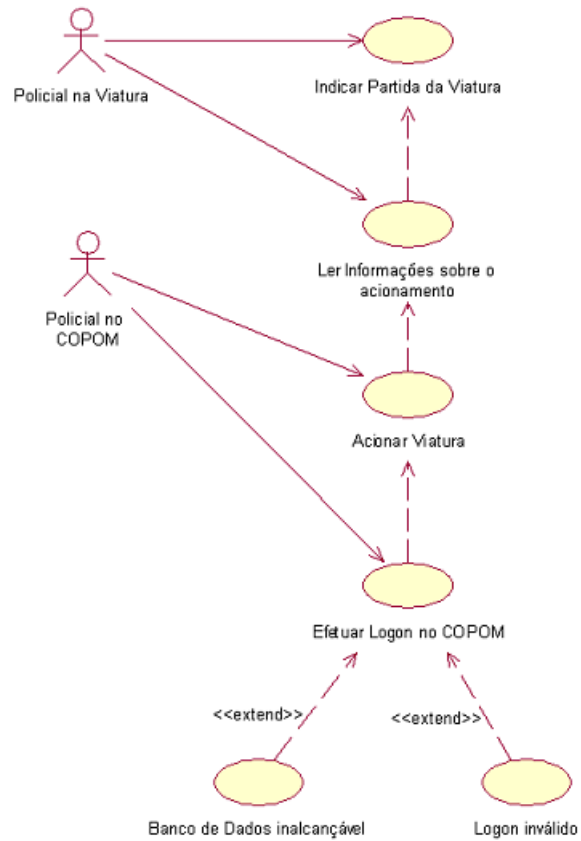 Policial na Viatura
Indicar Partida da Viatura
Ler Informações sobre o
acionamento
Policial no
COPOM
Acionar Viatura
Efetuar Logon no COPOM
<<extend>>
<<extend>>
Banco de Dados inalcançável
Logon inválido